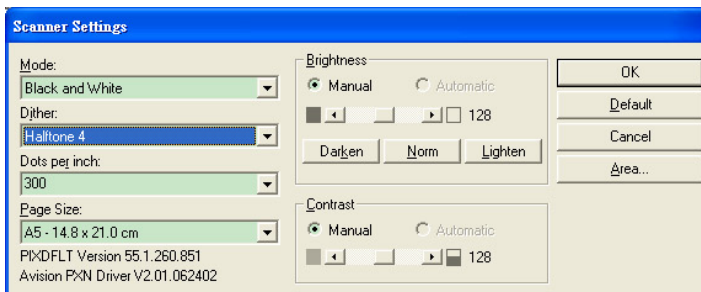 Scanner Settings
Mode:
Black and White
Dither:
Halftone 4
Dots per inch:
300
Page Size:
A5 - 14.8 x 21.0 cm
PIXDFLT Version 55.1.260.851
Avision PXN Driver V2.01.062402
Brightness
Manual Automatic
128
Darken Norm Lighten
Contrast
Manual Automatic
128
OK
Default
Cancel
Area...